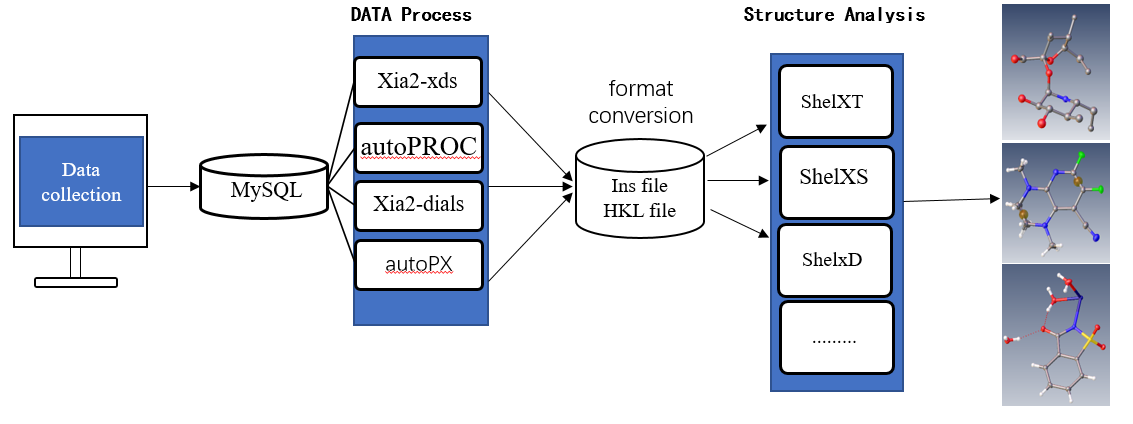 DATA Process
Structure Analysis
Data
collection
MySQL
Xia2-xds
autoPROC
Xia2-dials
autoPX
format
conversion
Ins file
HKL file
ShelXT
ShelXS
ShelxD
.........